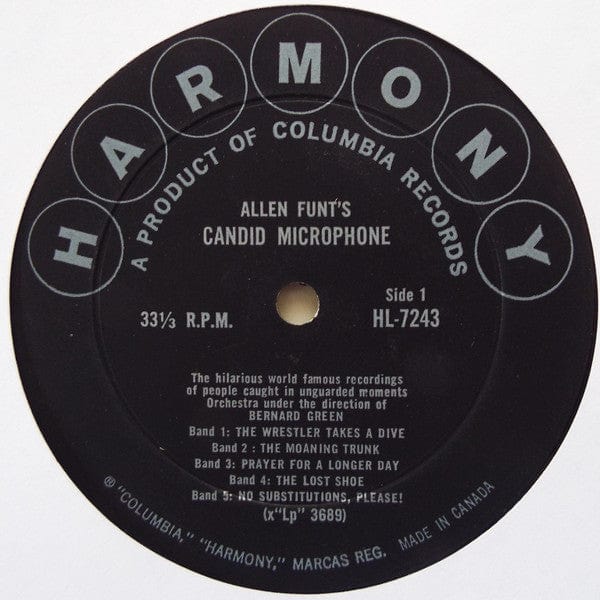 HARMONY
A PRODUCT OF COLUMBIA RECORDS
ALLEN FUNT'S
CANDID MICROPHONE
33⅓ R.P.M.
Side 1
HL-7243
The hilarious world famous recordings
of people caught in unguarded moments
Orchestra under the direction of
BERNARD GREEN
Band 1: THE WRESTLER TAKES A DIVE
Band 2 : THE MOANING TRUNK
Band 3: PRAYER FOR A LONGER DAY
Band 4: THE LOST SHOE
Band 5: NO SUBSTITUTIONS, PLEASE!
(x"Lp" 3689)
® "COLUMBIA," "HARMONY," MARCAS REG. MADE IN CANADA